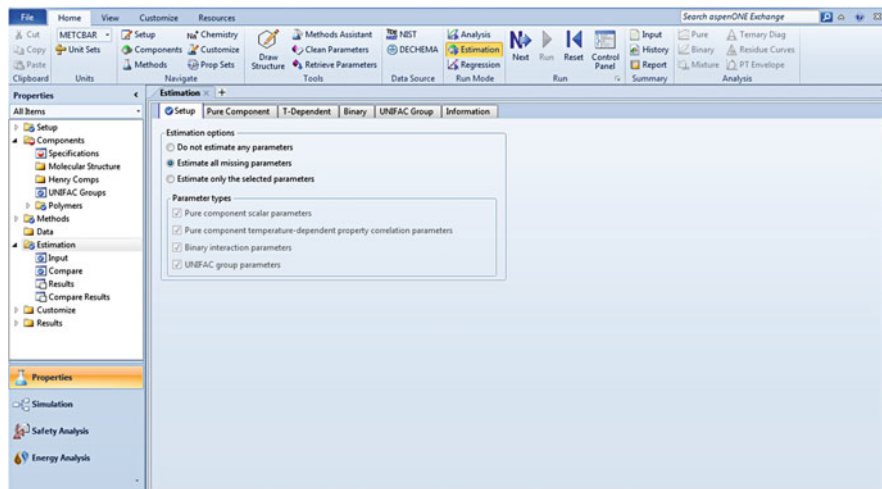 File Home View Customize Resources Search aspenONE Exchange
Cut METCBAR Setup Chemistry Methods Assistant NIST Analysis Input Pure Ternary Diag
Copy Unit Sets Components Customize Clean Parameters DECHEMA Estimation History Binary Residue Curves
Paste Methods Prop Sets Draw Structure Retrieve Parameters Regression Next Run Reset Control Panel Report Mixture PT Envelope
Clipboard Units Navigate Tools Data Source Run Mode Run Summary Analysis
Properties Estimation
All Items Setup Pure Component T-Dependent Binary UNIFAC Group Information
Setup
Components
Specifications
Molecular Structure
Henry Comps
UNIFAC Groups
Polymers
Methods
Data
Estimation
Input
Compare
Results
Compare Results
Customize
Results
Properties
Simulation
Safety Analysis
Energy Analysis
Estimation options
Do not estimate any parameters
Estimate all missing parameters
Estimate only the selected parameters
Parameter types
Pure component scalar parameters
Pure component temperature-dependent property correlation parameters
Binary interaction parameters
UNIFAC group parameters